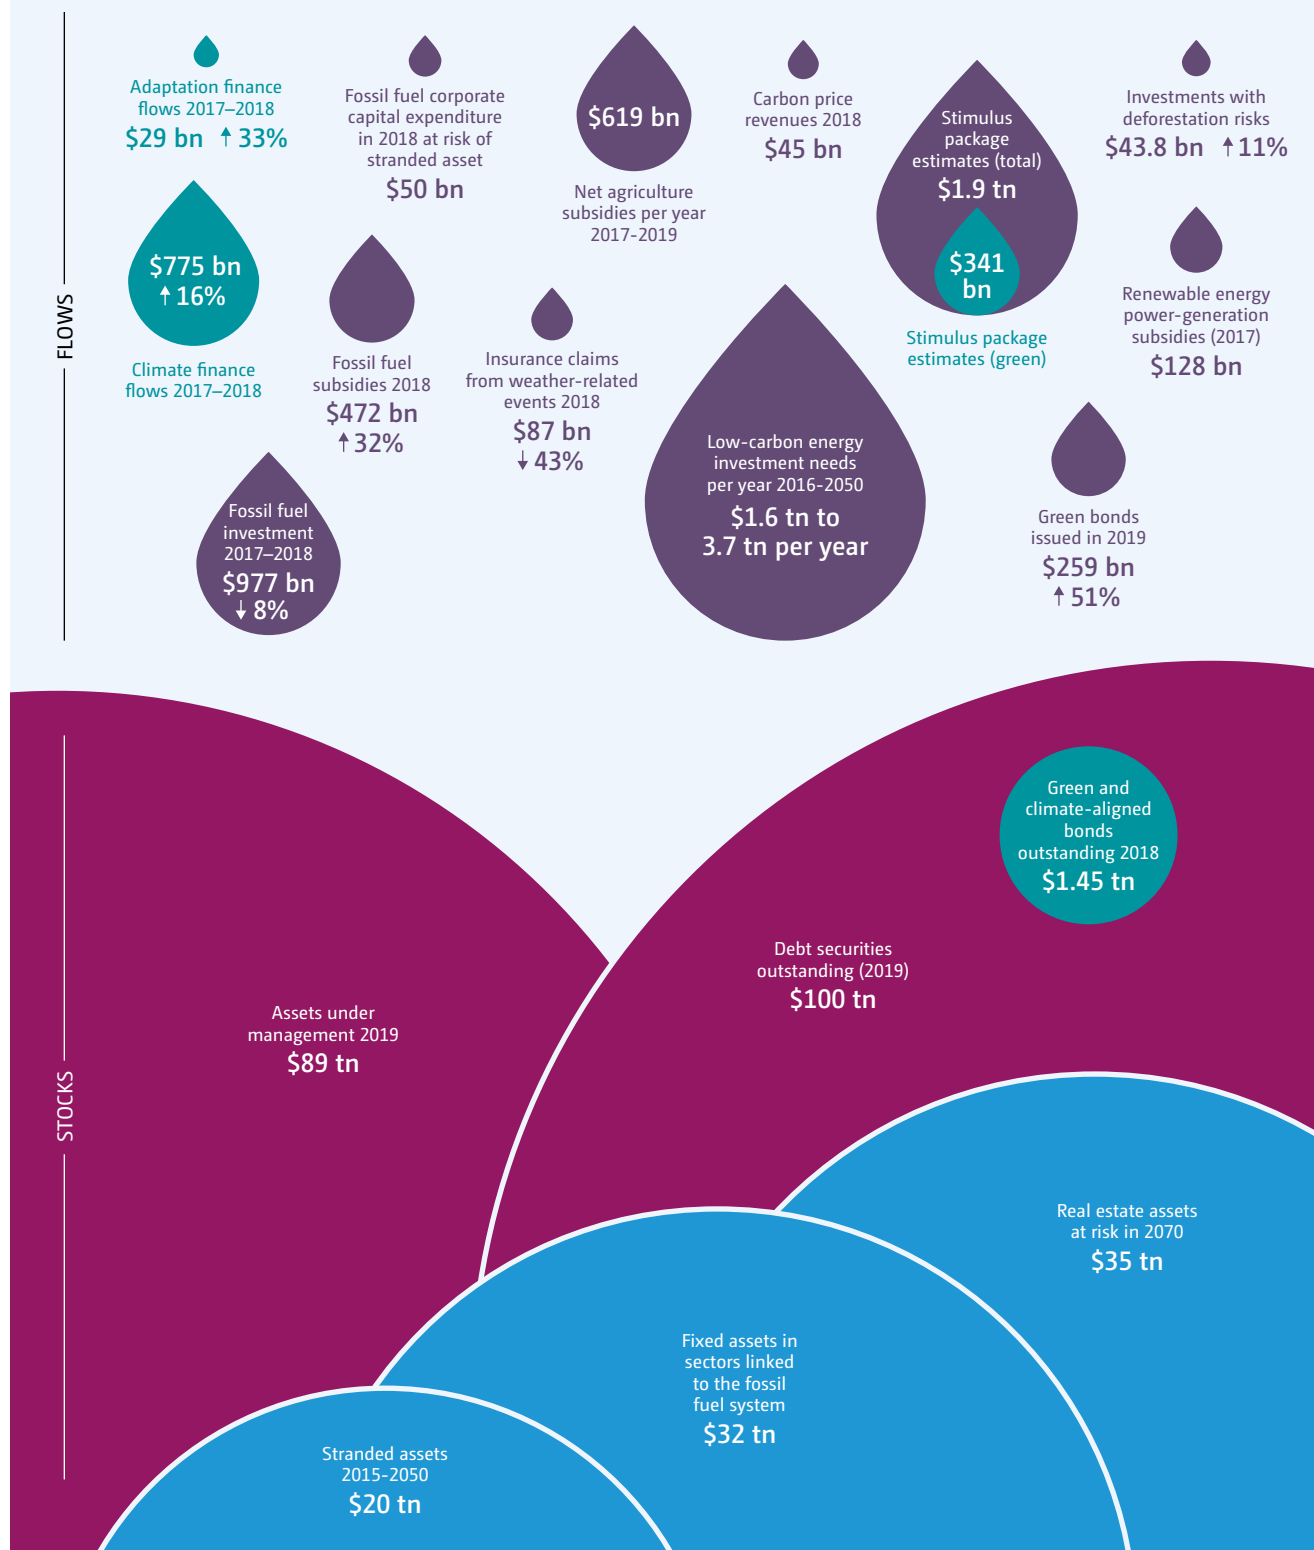 FLOWS
Adaptation finance
flows 2017–2018
$29 bn ↑ 33%
Fossil fuel corporate
capital expenditure
in 2018 at risk of
stranded asset
$50 bn
$619 bn
Net agriculture
subsidies per year
2017-2019
Carbon price
revenues 2018
$45 bn
Stimulus
package
estimates (total)
$1.9 tn
$341
bn
Stimulus package
estimates (green)
Investments with
deforestation risks
$43.8 bn ↑ 11%
$775 bn
↑ 16%
Climate finance
flows 2017–2018
Fossil fuel
subsidies 2018
$472 bn
↑ 32%
Insurance claims
from weather-related
events 2018
$87 bn
↓ 43%
Renewable energy
power-generation
subsidies (2017)
$128 bn
Fossil fuel
investment
2017–2018
$977 bn
↓ 8%
Low-carbon energy
investment needs
per year 2016-2050
$1.6 tn to
3.7 tn per year
Green bonds
issued in 2019
$259 bn
↑ 51%
STOCKS
Green and
climate-aligned
bonds
outstanding 2018
$1.45 tn
Debt securities
outstanding (2019)
$100 tn
Assets under
management 2019
$89 tn
Real estate assets
at risk in 2070
$35 tn
Fixed assets in
sectors linked
to the fossil
fuel system
$32 tn
Stranded assets
2015-2050
$20 tn